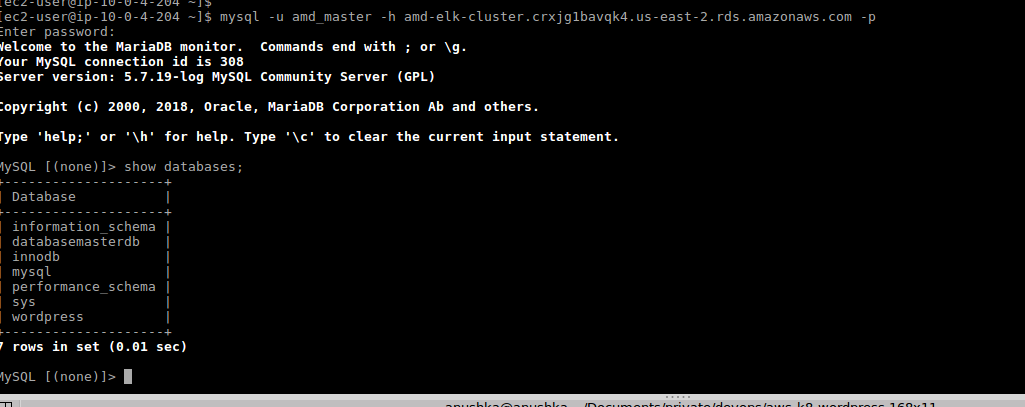 [ec2-user@ip-10-0-4-204 ~]$
[ec2-user@ip-10-0-4-204 ~]$ mysql -u amd_master -h amd-elk-cluster.crxjg1bavqk4.us-east-2.rds.amazonaws.com -p
Enter password:
Welcome to the MariaDB monitor.  Commands end with ; or \g.
Your MySQL connection id is 308
Server version: 5.7.19-log MySQL Community Server (GPL)
Copyright (c) 2000, 2018, Oracle, MariaDB Corporation Ab and others.
Type 'help;' or '\h' for help. Type '\c' to clear the current input statement.
MySQL [(none)]> show databases;
+--------------------+
| Database           |
+--------------------+
| information_schema |
| databasemasterdb   |
| innodb             |
| mysql              |
| performance_schema |
| sys                |
| wordpress          |
+--------------------+
7 rows in set (0.01 sec)
MySQL [(none)]>
anushka@anushka: ~/Documents/private/devops/aws-k8-wordpress 168x11